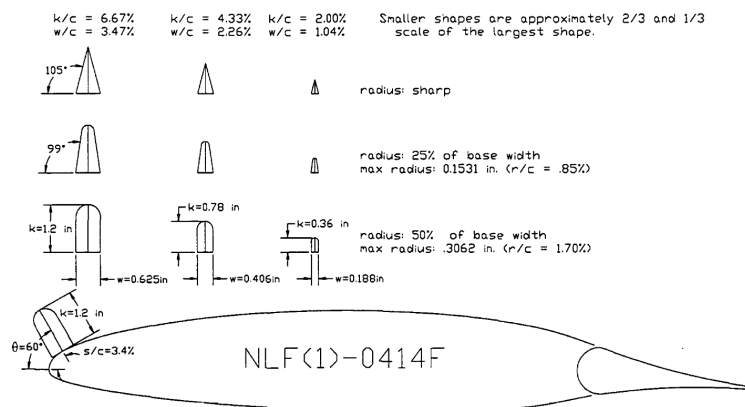 k/c = 6.67% k/c = 4.33% k/c = 2.00% Smaller shapes are approximately 2/3 and 1/3
w/c = 3.47% w/c = 2.26% w/c = 1.04% scale of the largest shape.
105°
radius: sharp
99°
radius: 25% of base width
max radius: 0.1531 in. (r/c = .85%)
k=1.2 in
k=0.78 in
k=0.36 in
radius: 50% of base width
max radius: .3062 in. (r/c = 1.70%)
w=0.625in w=0.406in w=0.188in
k=1.2 in
θ=60°
s/c=3.4%
NLF(1)-0414F